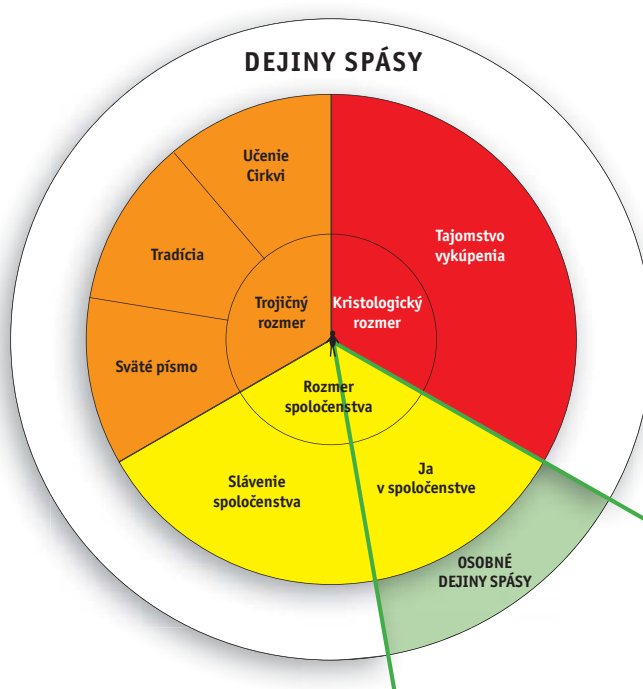 DEJINY SPÁSY
Učenie
Cirkvi
Tradícia
Sväté písmo
Trojičný
rozmer
Kristologický
rozmer
Tajomstvo
vykúpenia
Rozmer
spoločenstva
Slávenie
spoločenstva
Ja
v spoločenstve
OSOBNÉ
DEJINY SPÁSY